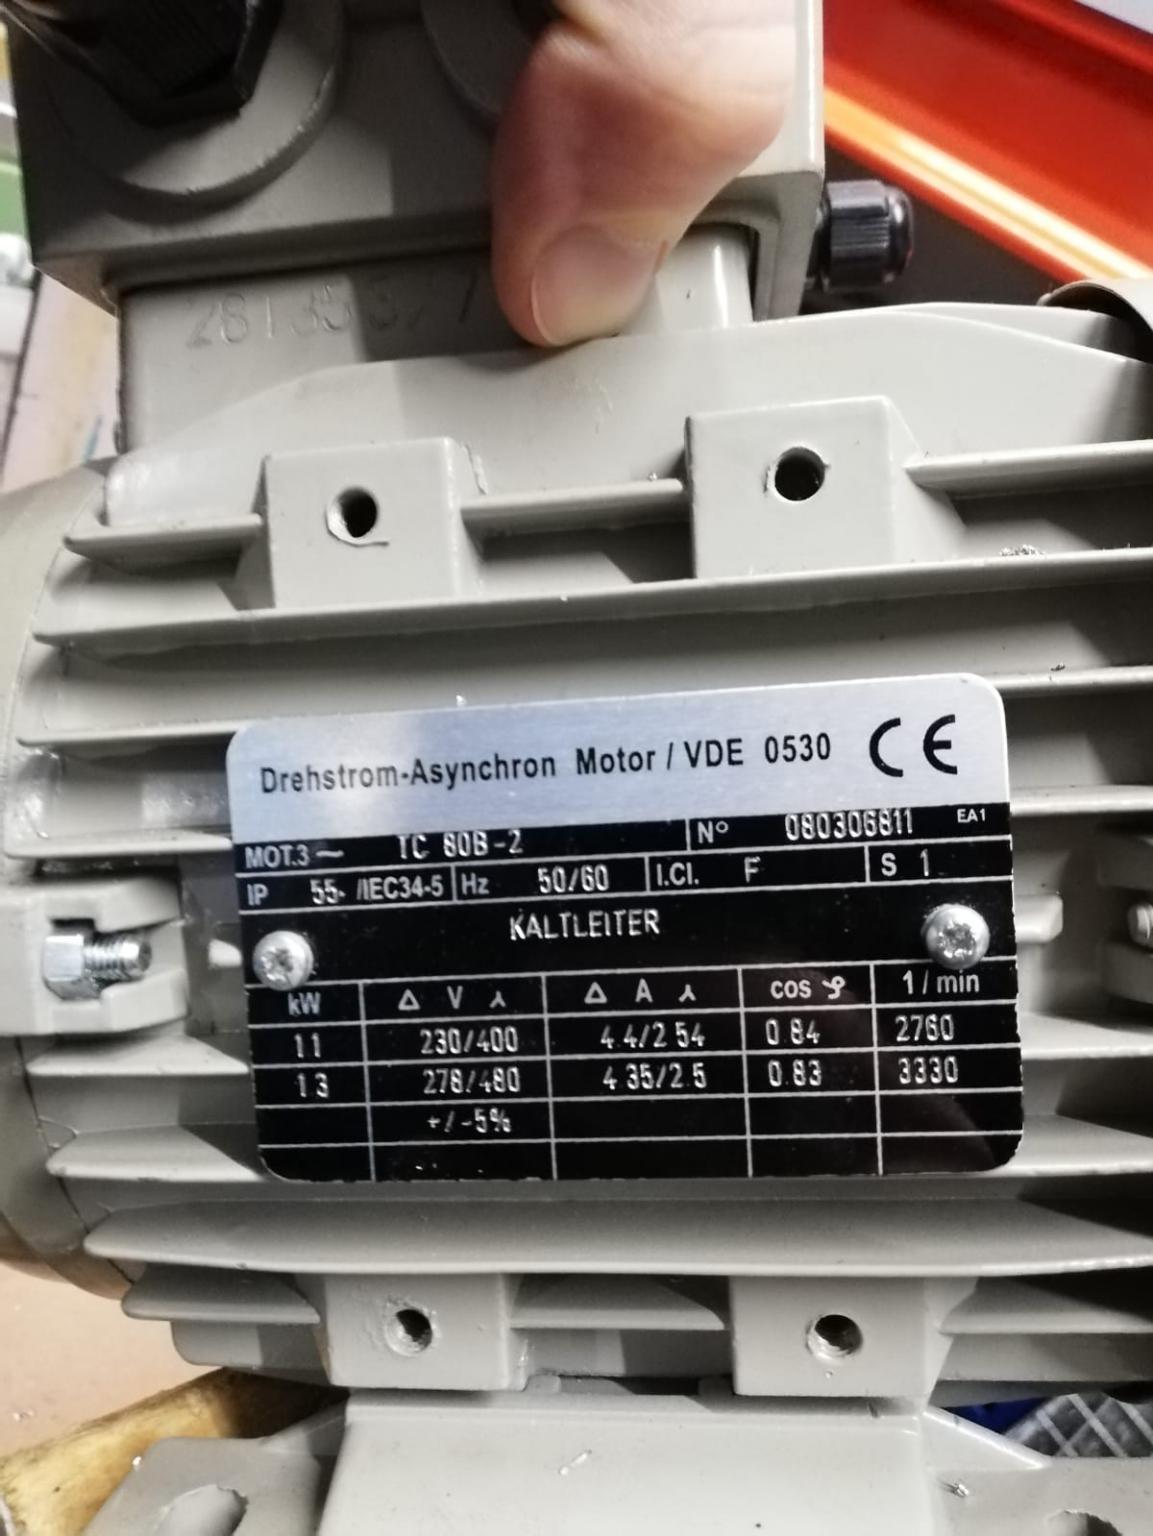 2813557
Drehstrom-Asynchron Motor / VDE 0530 CE
MOT.3 ~ TC 80B-2 N° 080306811 EA1
IP 55- /IEC34-5 Hz 50/60 I.Cl. F S 1
KALTLEITER
kW Δ V ⅄ Δ A ⅄ cos φ 1 / min
1.1 230/400 4.4/2.54 0.84 2760
1.3 278/480 4.35/2.5 0.83 3330
+/-5%